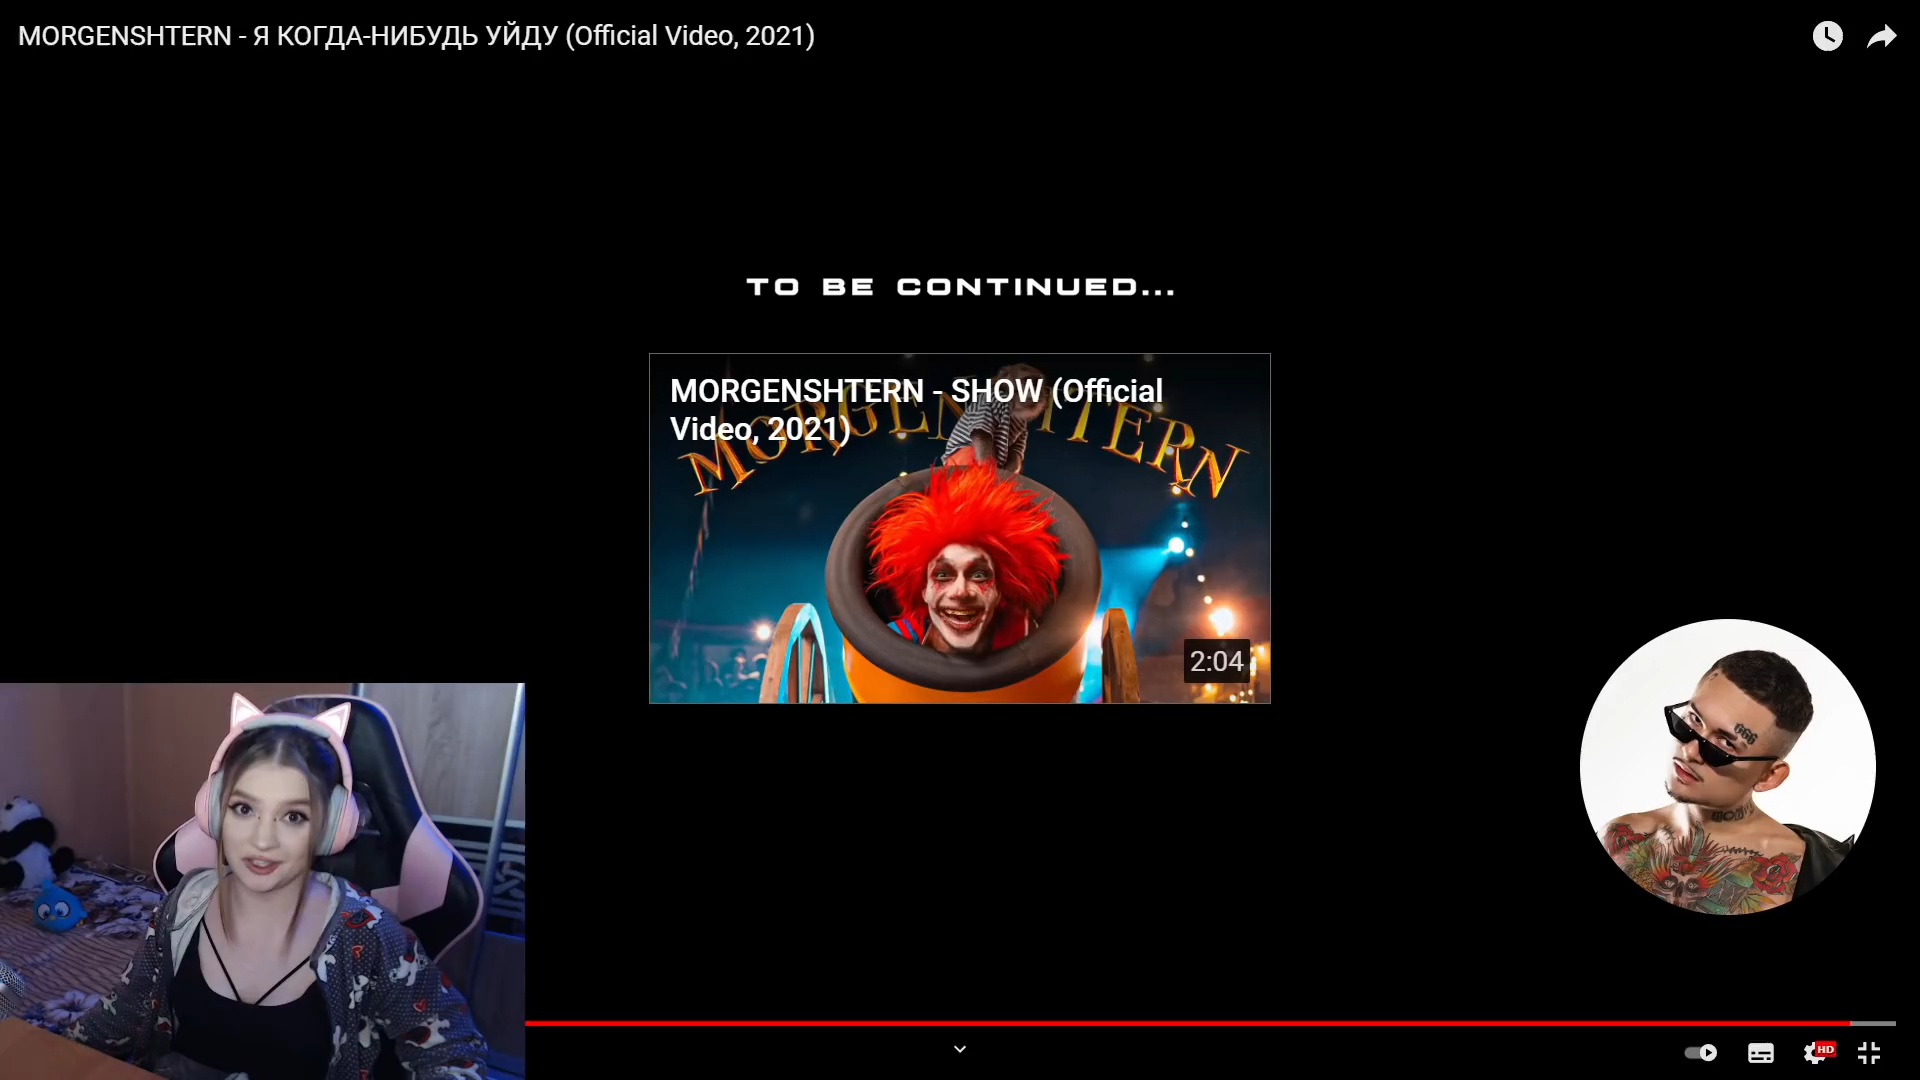 MORGENSHTERN - Я КОГДА-НИБУДЬ УЙДУ (Official Video, 2021)
TO BE CONTINUED...
MORGENSHTERN - SHOW (Official
Video, 2021)
MORGENSHTERN
2:04
666
HD